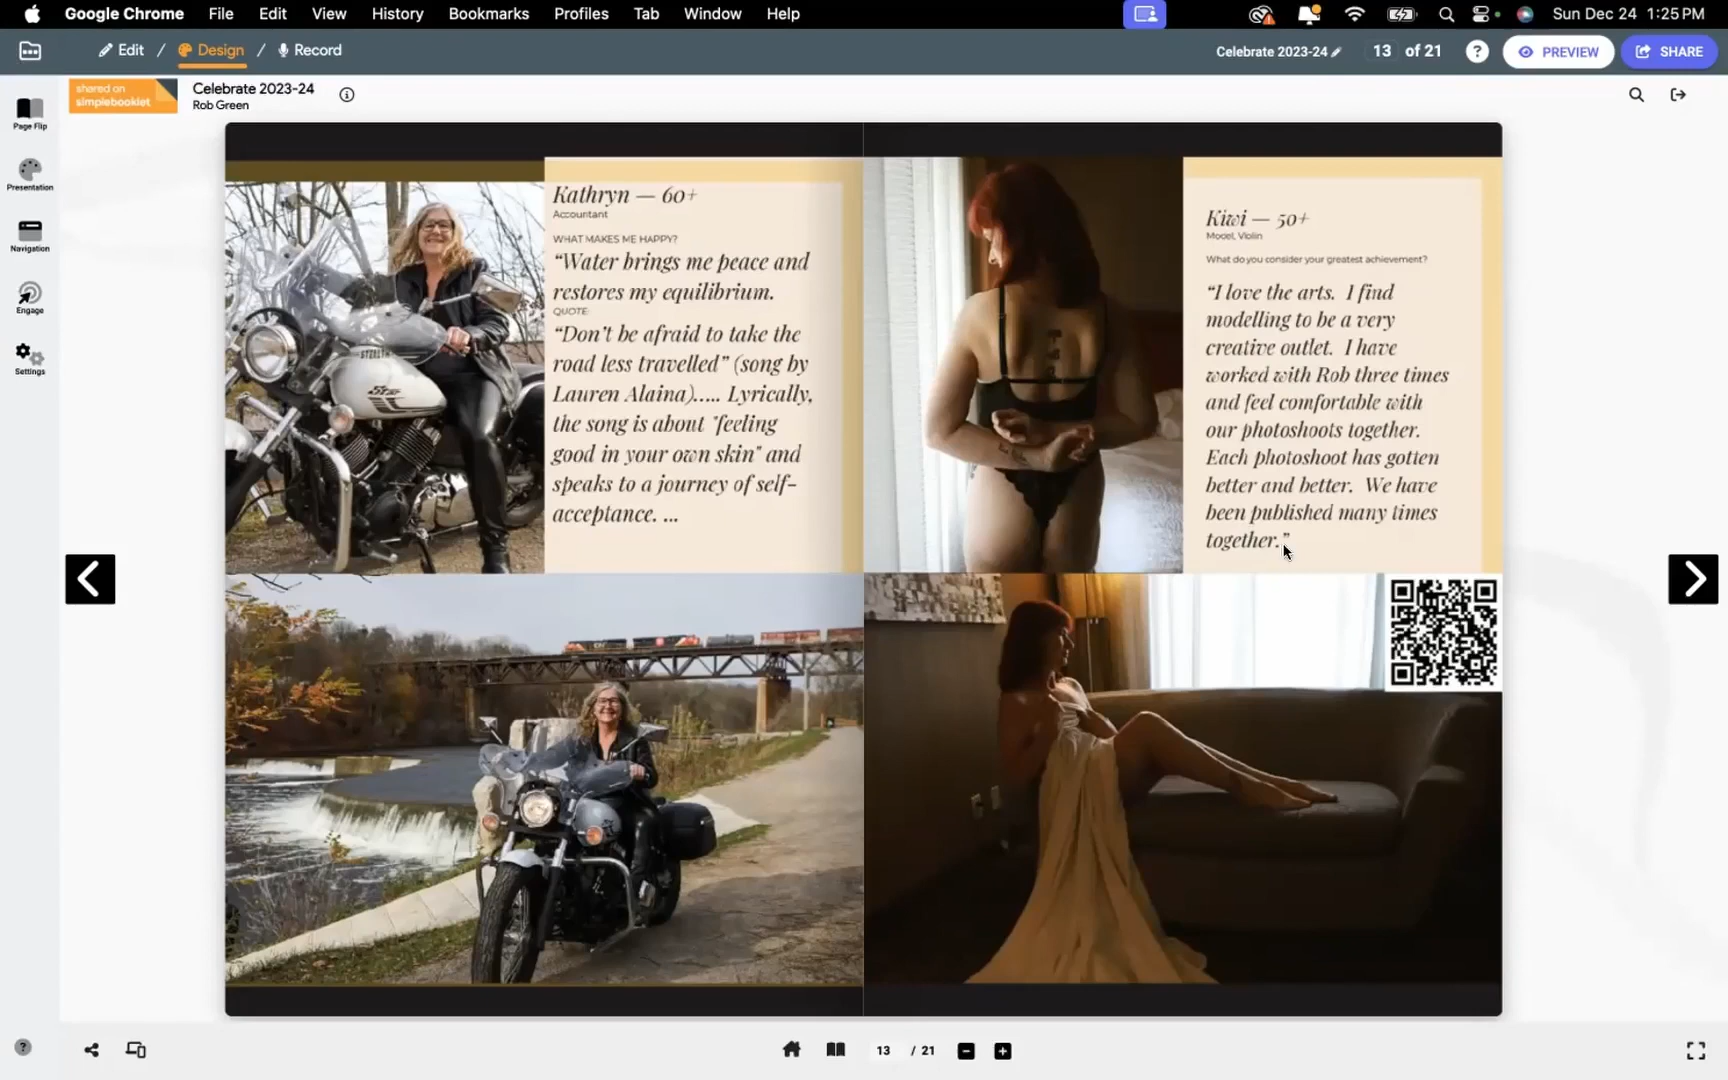 Google Chrome File Edit View History Bookmarks Profiles Tab Window Help Sun Dec 24 1:25 PM
Edit / Design / Record Celebrate 2023-24 13 of 21 ? PREVIEW SHARE
shared on
simplebooklet
Celebrate 2023-24
Rob Green
Page Flip
Presentation
Navigation
Engage
Settings
Kathryn — 60+
Accountant
WHAT MAKES ME HAPPY?
“Water brings me peace and
restores my equilibrium.
QUOTE:
“Don’t be afraid to take the
road less travelled” (song by
Lauren Alaina)..... Lyrically,
the song is about "feeling
good in your own skin" and
speaks to a journey of self-
acceptance. ...
Kiwi — 50+
Model, Violin
What do you consider your greatest achievement?
“I love the arts. I find
modelling to be a very
creative outlet. I have
worked with Rob three times
and feel comfortable with
our photoshoots together.
Each photoshoot has gotten
better and better. We have
been published many times
together.”
? 13 / 21